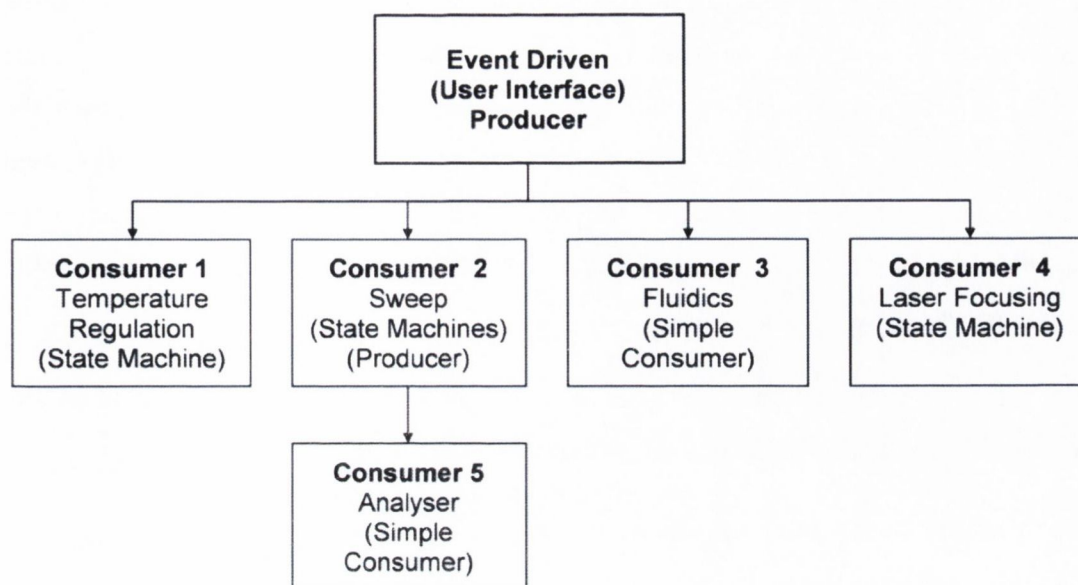 Event Driven
(User Interface)
Producer
Consumer 1
Temperature
Regulation
(State Machine)
Consumer 2
Sweep
(State Machines)
(Producer)
Consumer 3
Fluidics
(Simple
Consumer)
Consumer 4
Laser Focusing
(State Machine)
Consumer 5
Analyser
(Simple
Consumer)